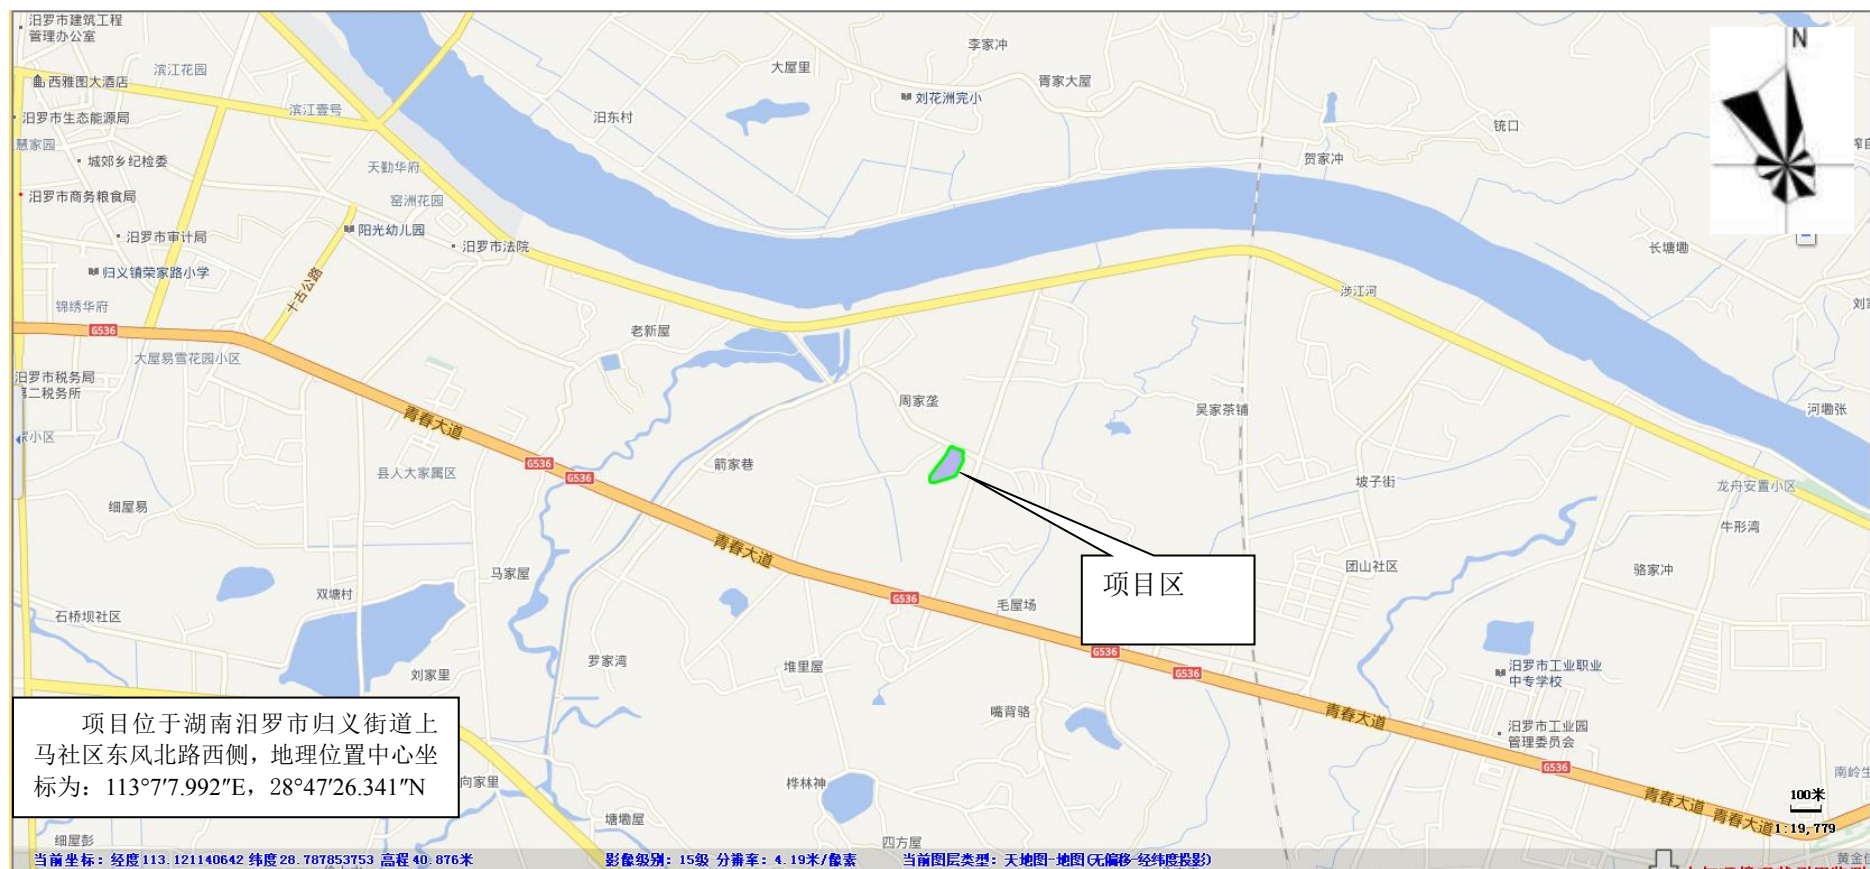 汨罗市建筑工程
管理办公室
滨江花园
西雅图大酒店
滨江壹号
汨罗市生态能源局
慧家园
城郊乡纪检委
天勤华府
汨罗市商务粮食局
窑洲花园
阳光幼儿园
汨罗市审计局
汨罗市法院
归义镇荣家路小学
十古公路
锦绣华府
G536
大屋易雪花园小区
汨罗市税务局
第二税务所
家小区
青春大道
县人大家属区
G536
G536
细屋易
李家冲
大屋里
胥家大屋
刘花洲完小
汨东村
铳口
贺家冲
N
长塘墈
涉江河
老新屋
周家垄
吴家茶铺
河墈张
箭家巷
坡子街
龙舟安置小区
牛形湾
青春大道
项目区
团山社区
骆家冲
马家屋
双塘村
石桥坝社区
G536
毛屋场
G536
G536
罗家湾
堆里屋
刘家里
汨罗市工业职业
中专学校
嘴背骆
青春大道
汨罗市工业园
管理委员会
G536
南岭生
项目位于湖南汨罗市归义街道上
马社区东风北路西侧，地理位置中心坐
标为：113°7′7.992″E，28°47′26.341″N
向家里
桦林神
塘墈屋
四方屋
细屋彭
青春大道
青春大道
100米
1:19,779
黄金佳
当前坐标：经度113.121140642 纬度28.787853753 高程40.876米
影像级别：15级 分辨率：4.19米/像素
当前图层类型：天地图-地图(无偏移-经纬度投影)